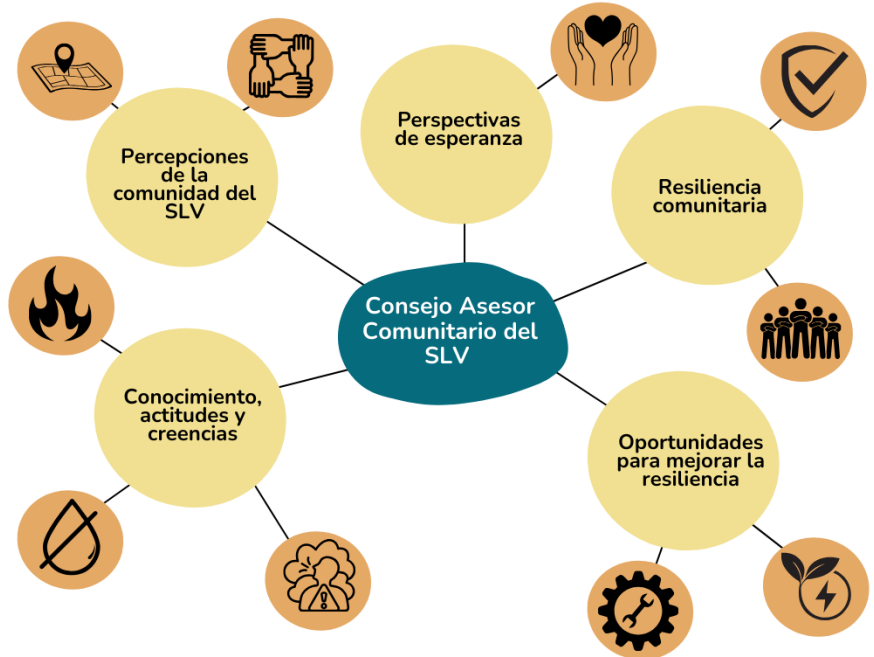 Percepciones
de la
comunidad del
SLV
Perspectivas
de esperanza
Resiliencia
comunitaria
Consejo Asesor
Comunitario del
SLV
Conocimiento,
actitudes y
creencias
Oportunidades
para mejorar la
resiliencia